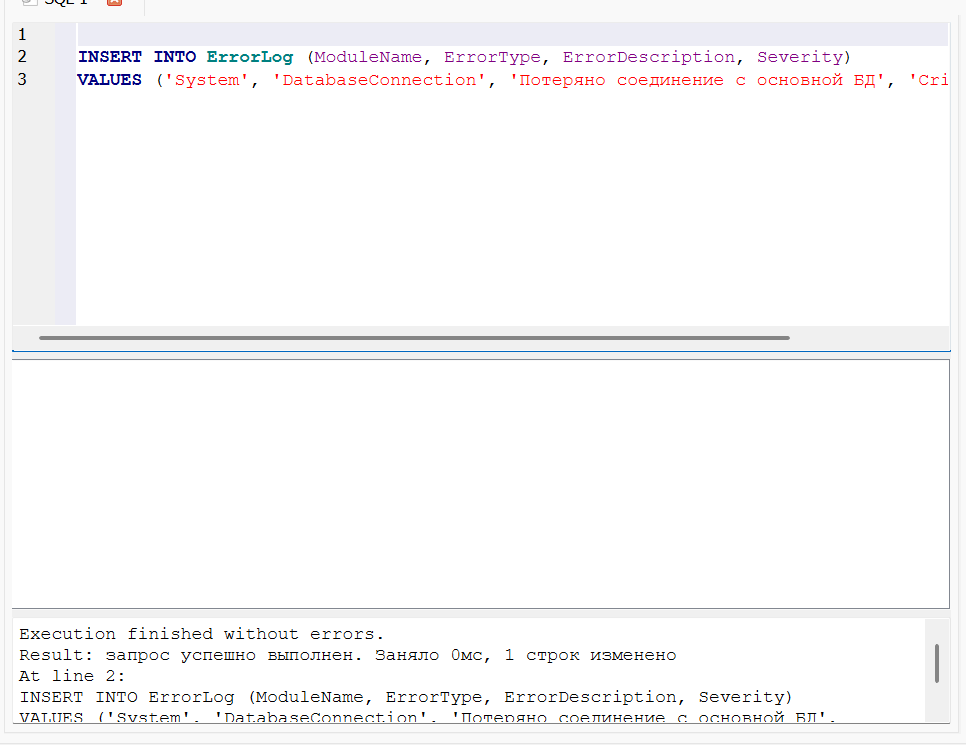 SQL 1
1
2 INSERT INTO ErrorLog (ModuleName, ErrorType, ErrorDescription, Severity)
3 VALUES ('System', 'DatabaseConnection', 'Потеряно соединение с основной БД', 'Cri
Execution finished without errors.
Result: запрос успешно выполнен. Заняло 0мс, 1 строк изменено
At line 2:
INSERT INTO ErrorLog (ModuleName, ErrorType, ErrorDescription, Severity)
VALUES ('System', 'DatabaseConnection', 'Потеряно соединение с основной БД',